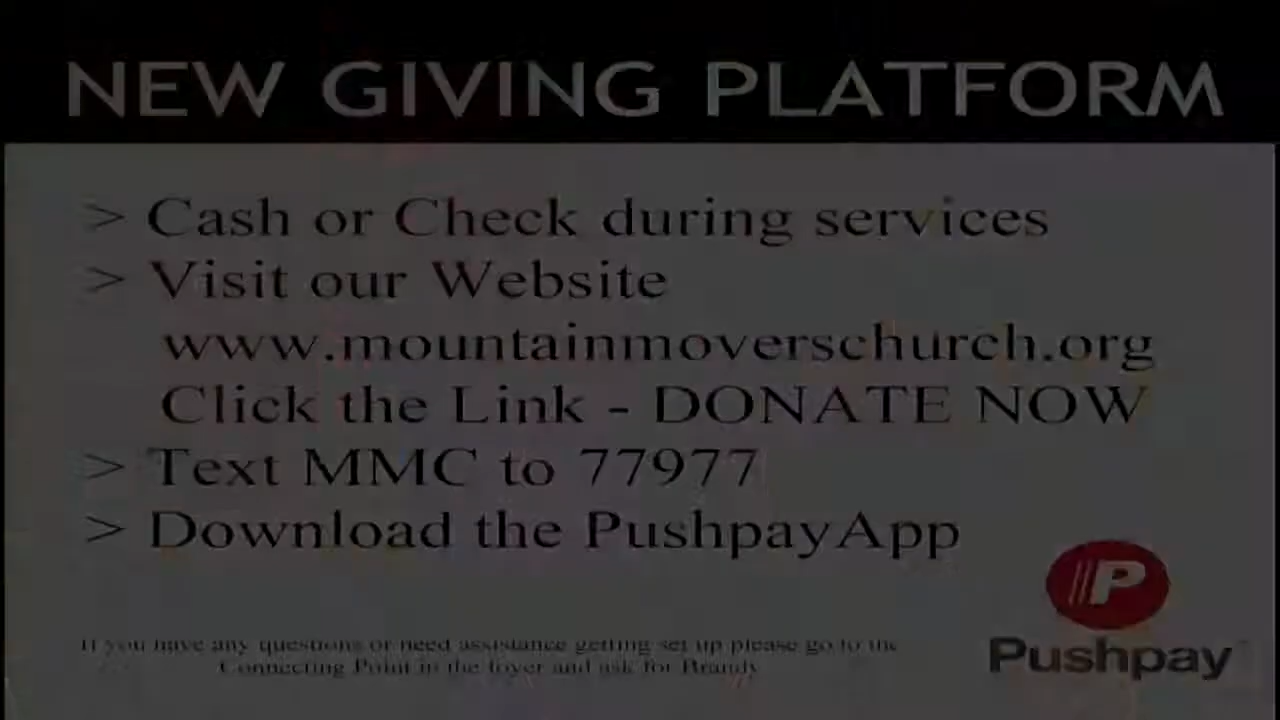 NEW GIVING PLATFORM
> Cash or Check during services
> Visit our Website
www.mountainmoverschurch.org
Click the Link - DONATE NOW
> Text MMC to 77977
> Download the PushpayApp
If you have any questions or need assistance getting set up please go to the
Connecting Point in the foyer and ask for Brandy
P
Pushpay